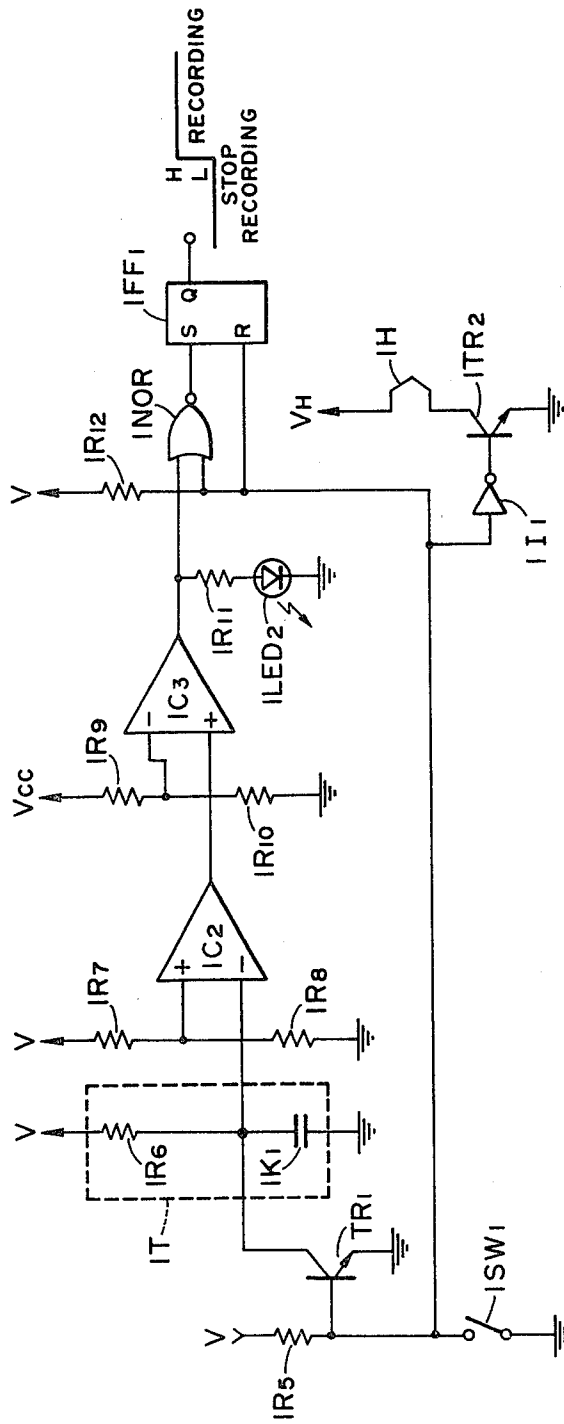 V
IR5
ISW1
TR1
IT
V
IR6
IK1
V
IR7
IR8
+
IC2
−
Vcc
IR9
IR10
−
IC3
+
IR11
ILED2
V
IR12
INOR
IFF1
S
Q
R
H
L
RECORDING
STOP
RECORDING
VH
IH
ITR2
II1